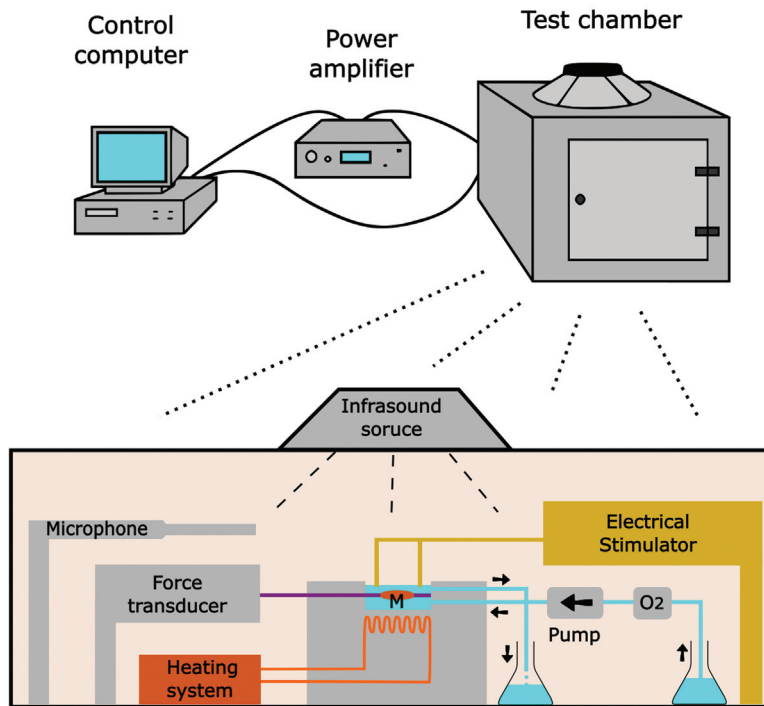 Control
computer
Power
amplifier
Test chamber
Infrasound
soruce
Microphone
Electrical
Stimulator
Force
transducer
M
O2
Pump
Heating
system